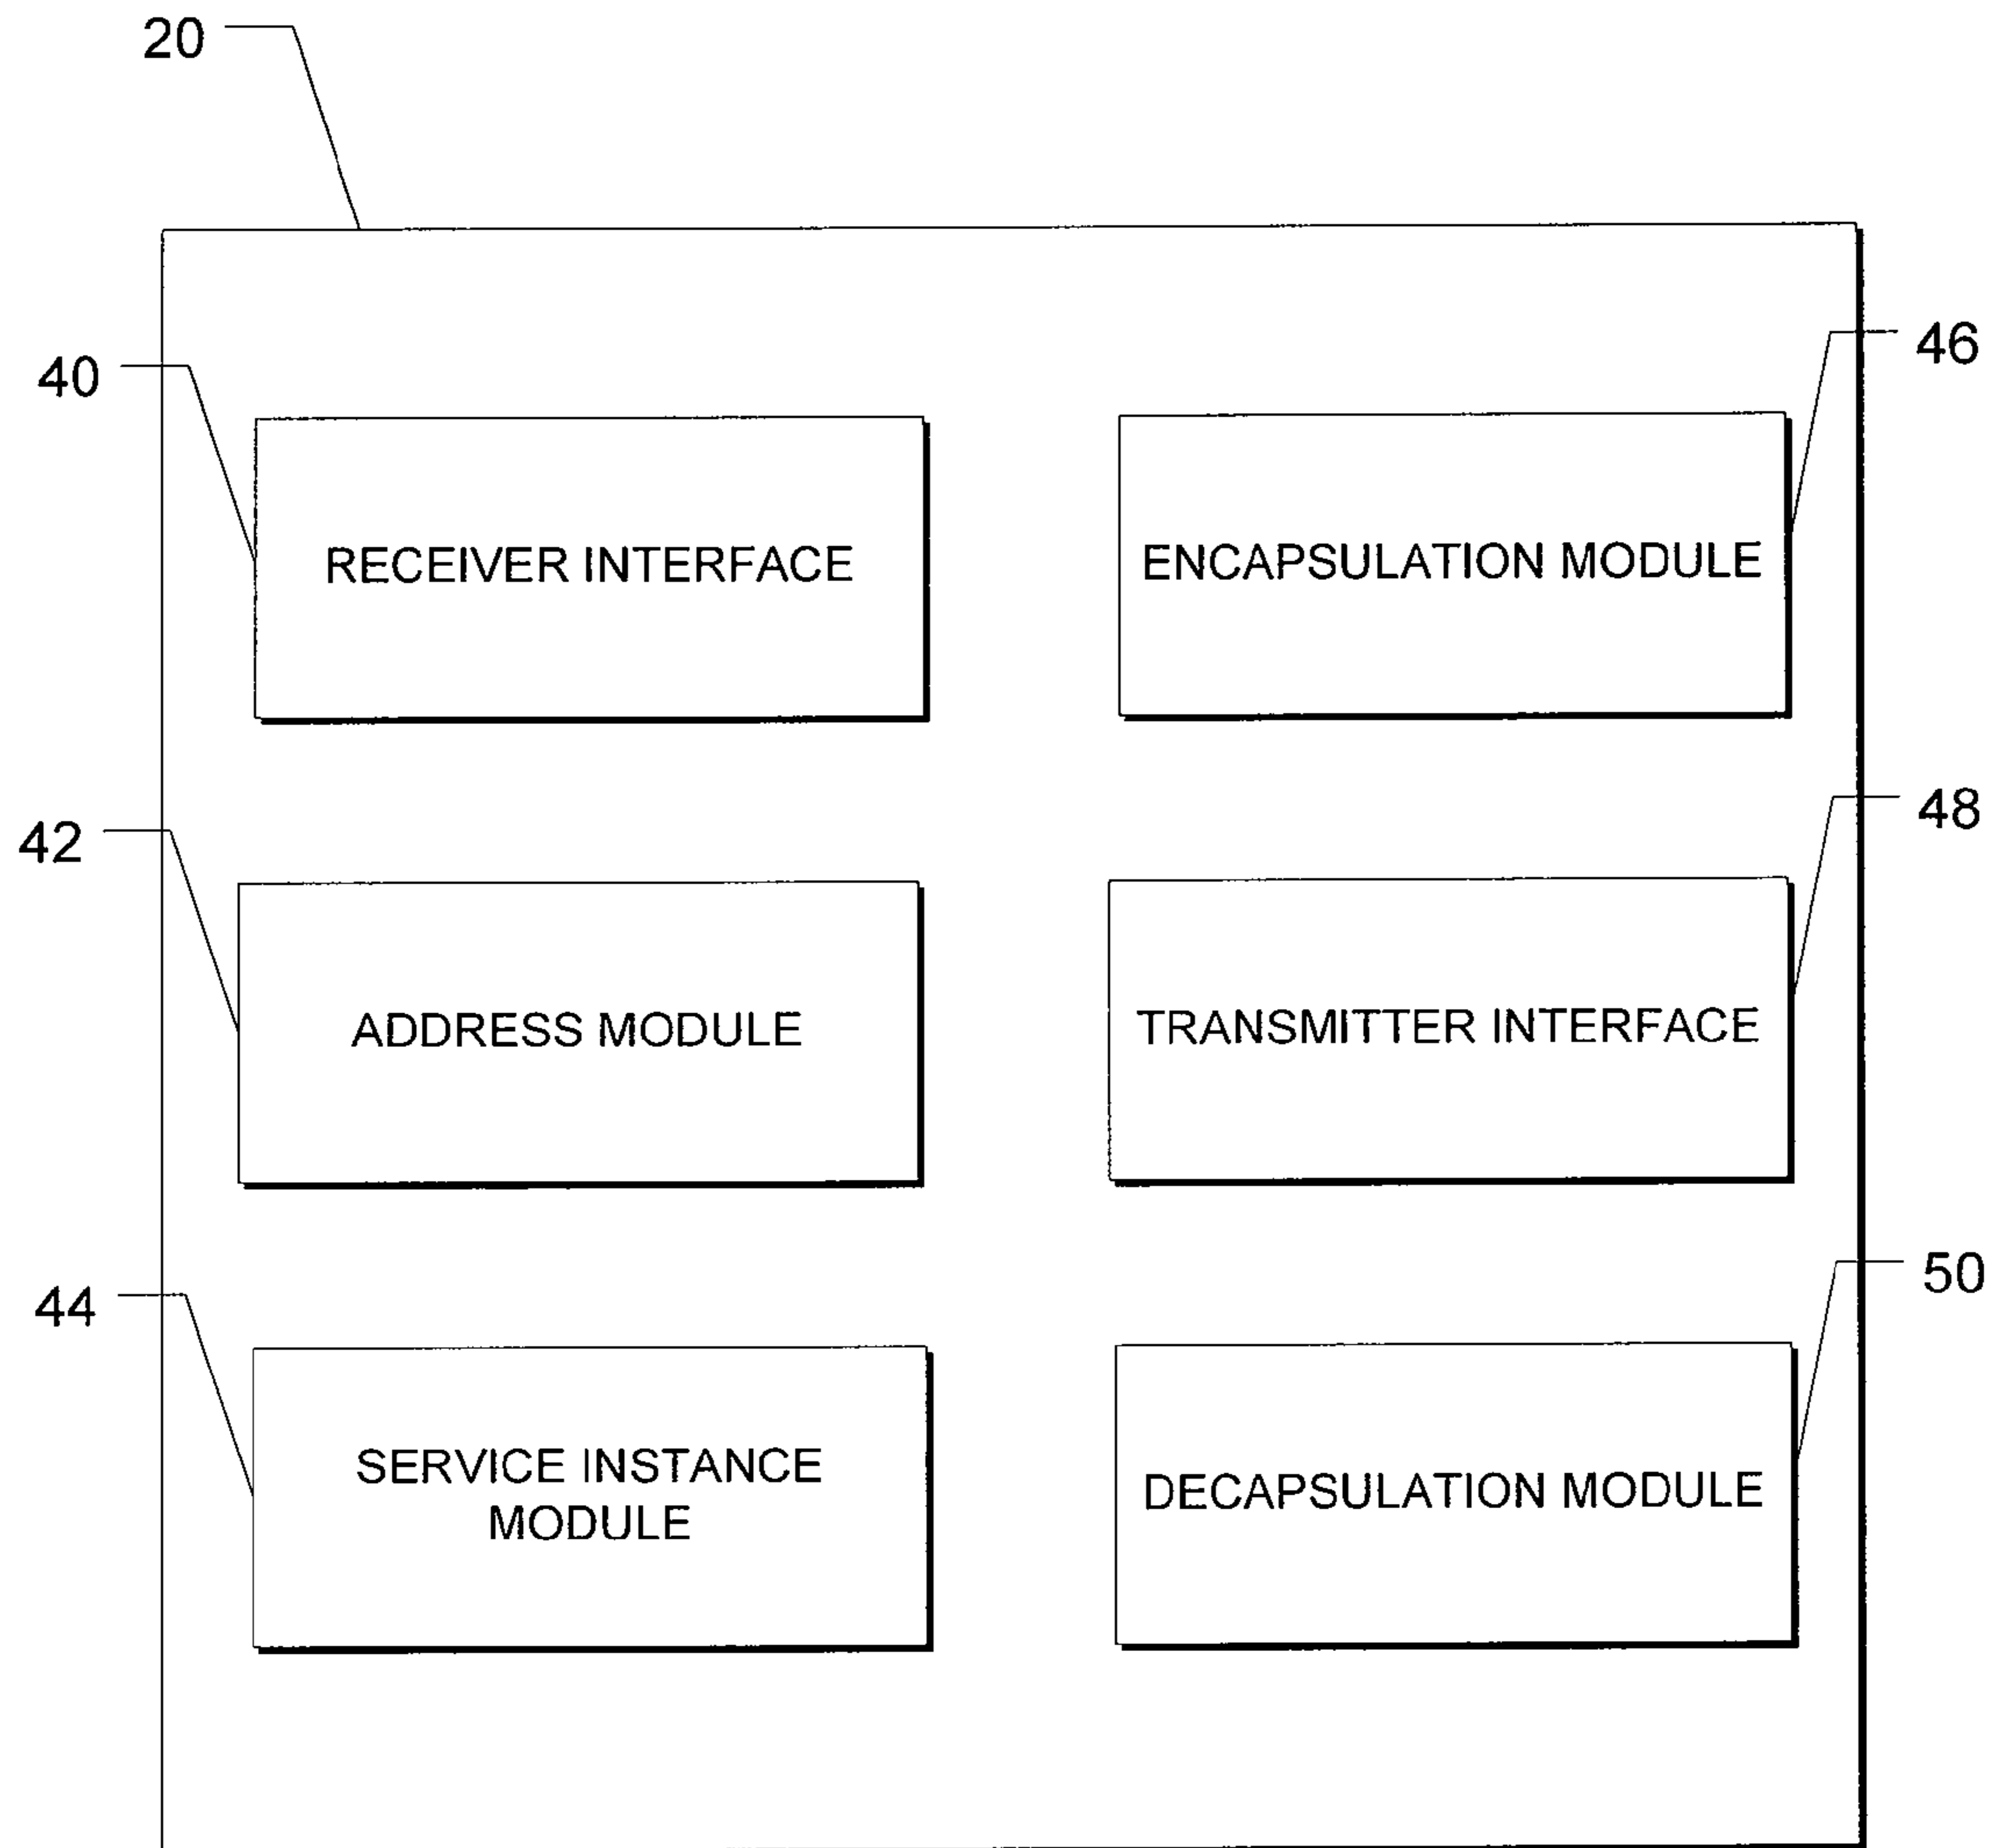 20
40
46
RECEIVER INTERFACE
ENCAPSULATION MODULE
42
48
ADDRESS MODULE
TRANSMITTER INTERFACE
44
50
SERVICE INSTANCE
MODULE
DECAPSULATION MODULE